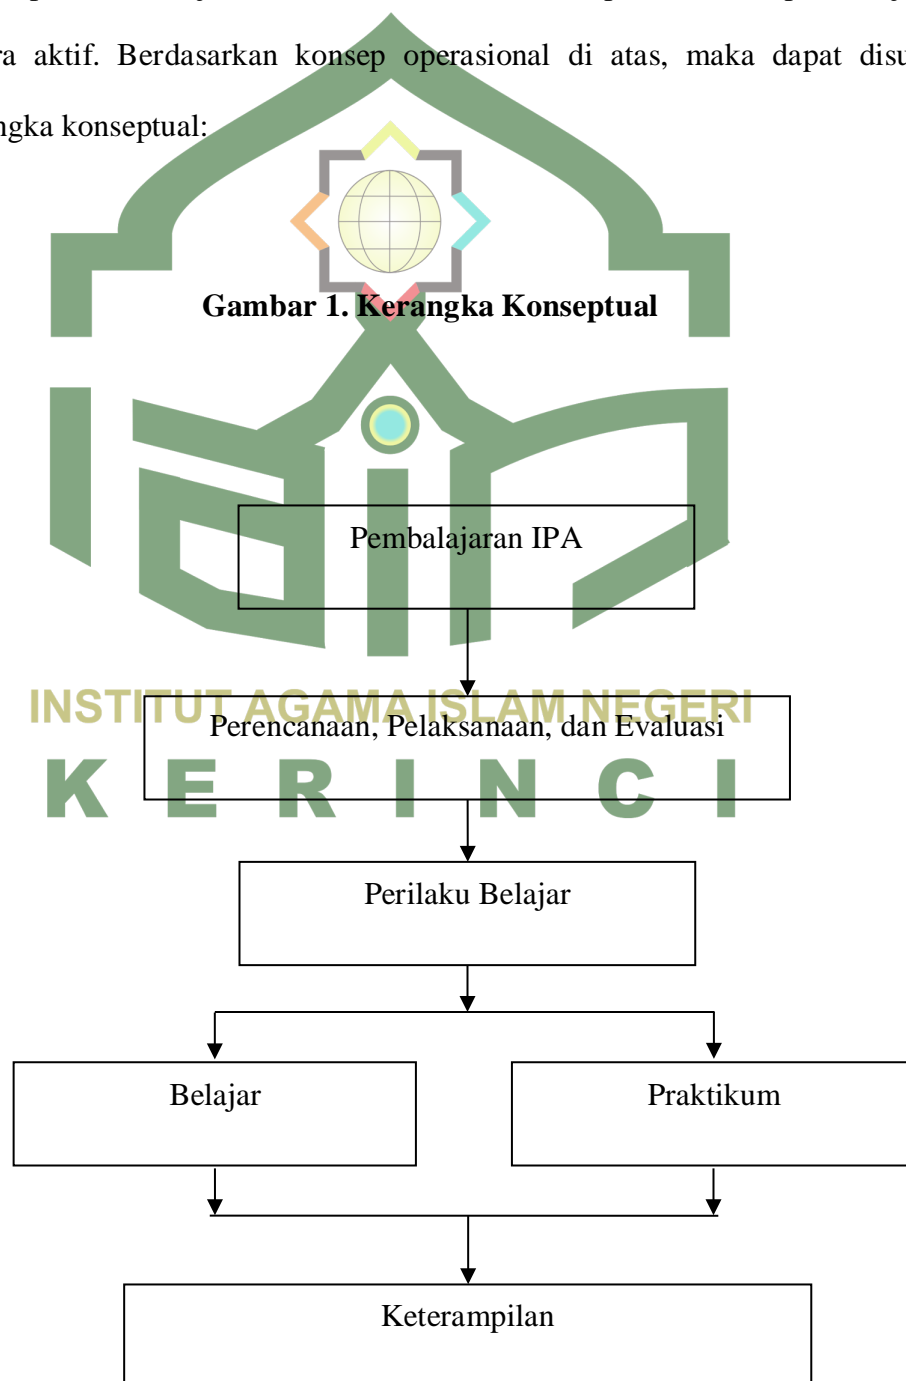 ra aktif. Berdasarkan konsep operasional di atas, maka dapat disu
ngka konseptual:
Gambar 1. Kerangka Konseptual
Pembalajaran IPA
INSTITUT AGAMA ISLAM NEGERI
Perencanaan, Pelaksanaan, dan Evaluasi
KERINCI
Perilaku Belajar
Belajar
Praktikum
Keterampilan